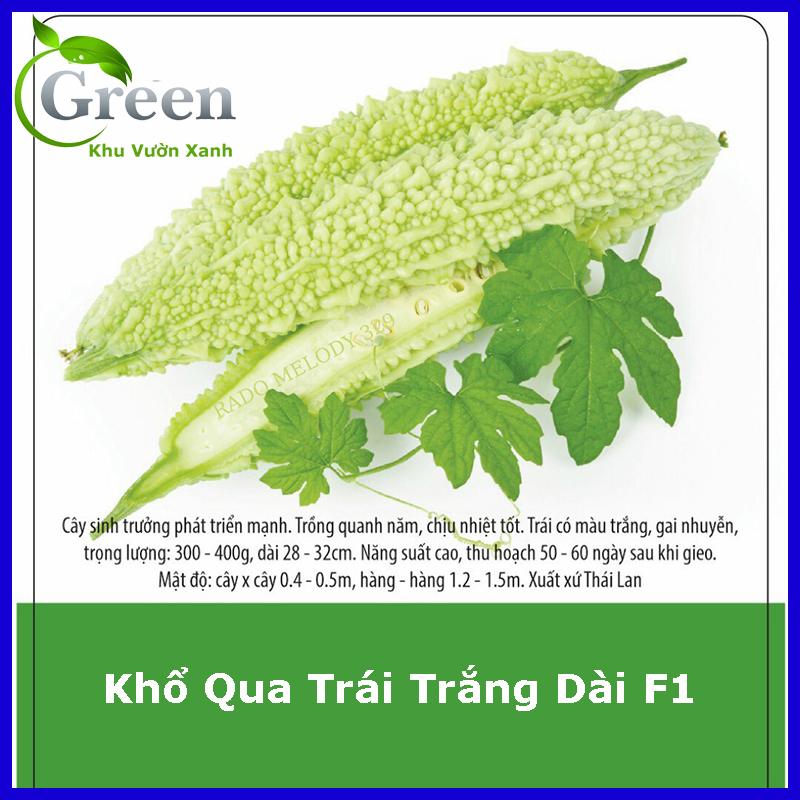 Green
Khu Vườn Xanh
RADO MELODY 329
Cây sinh trưởng phát triển mạnh. Trồng quanh năm, chịu nhiệt tốt. Trái có màu trắng, gai nhuyễn,
trọng lượng: 300 - 400g, dài 28 - 32cm. Năng suất cao, thu hoạch 50 - 60 ngày sau khi gieo.
Mật độ: cây x cây 0.4 - 0.5m, hàng - hàng 1.2 - 1.5m. Xuất xứ Thái Lan
Khổ Qua Trái Trắng Dài F1